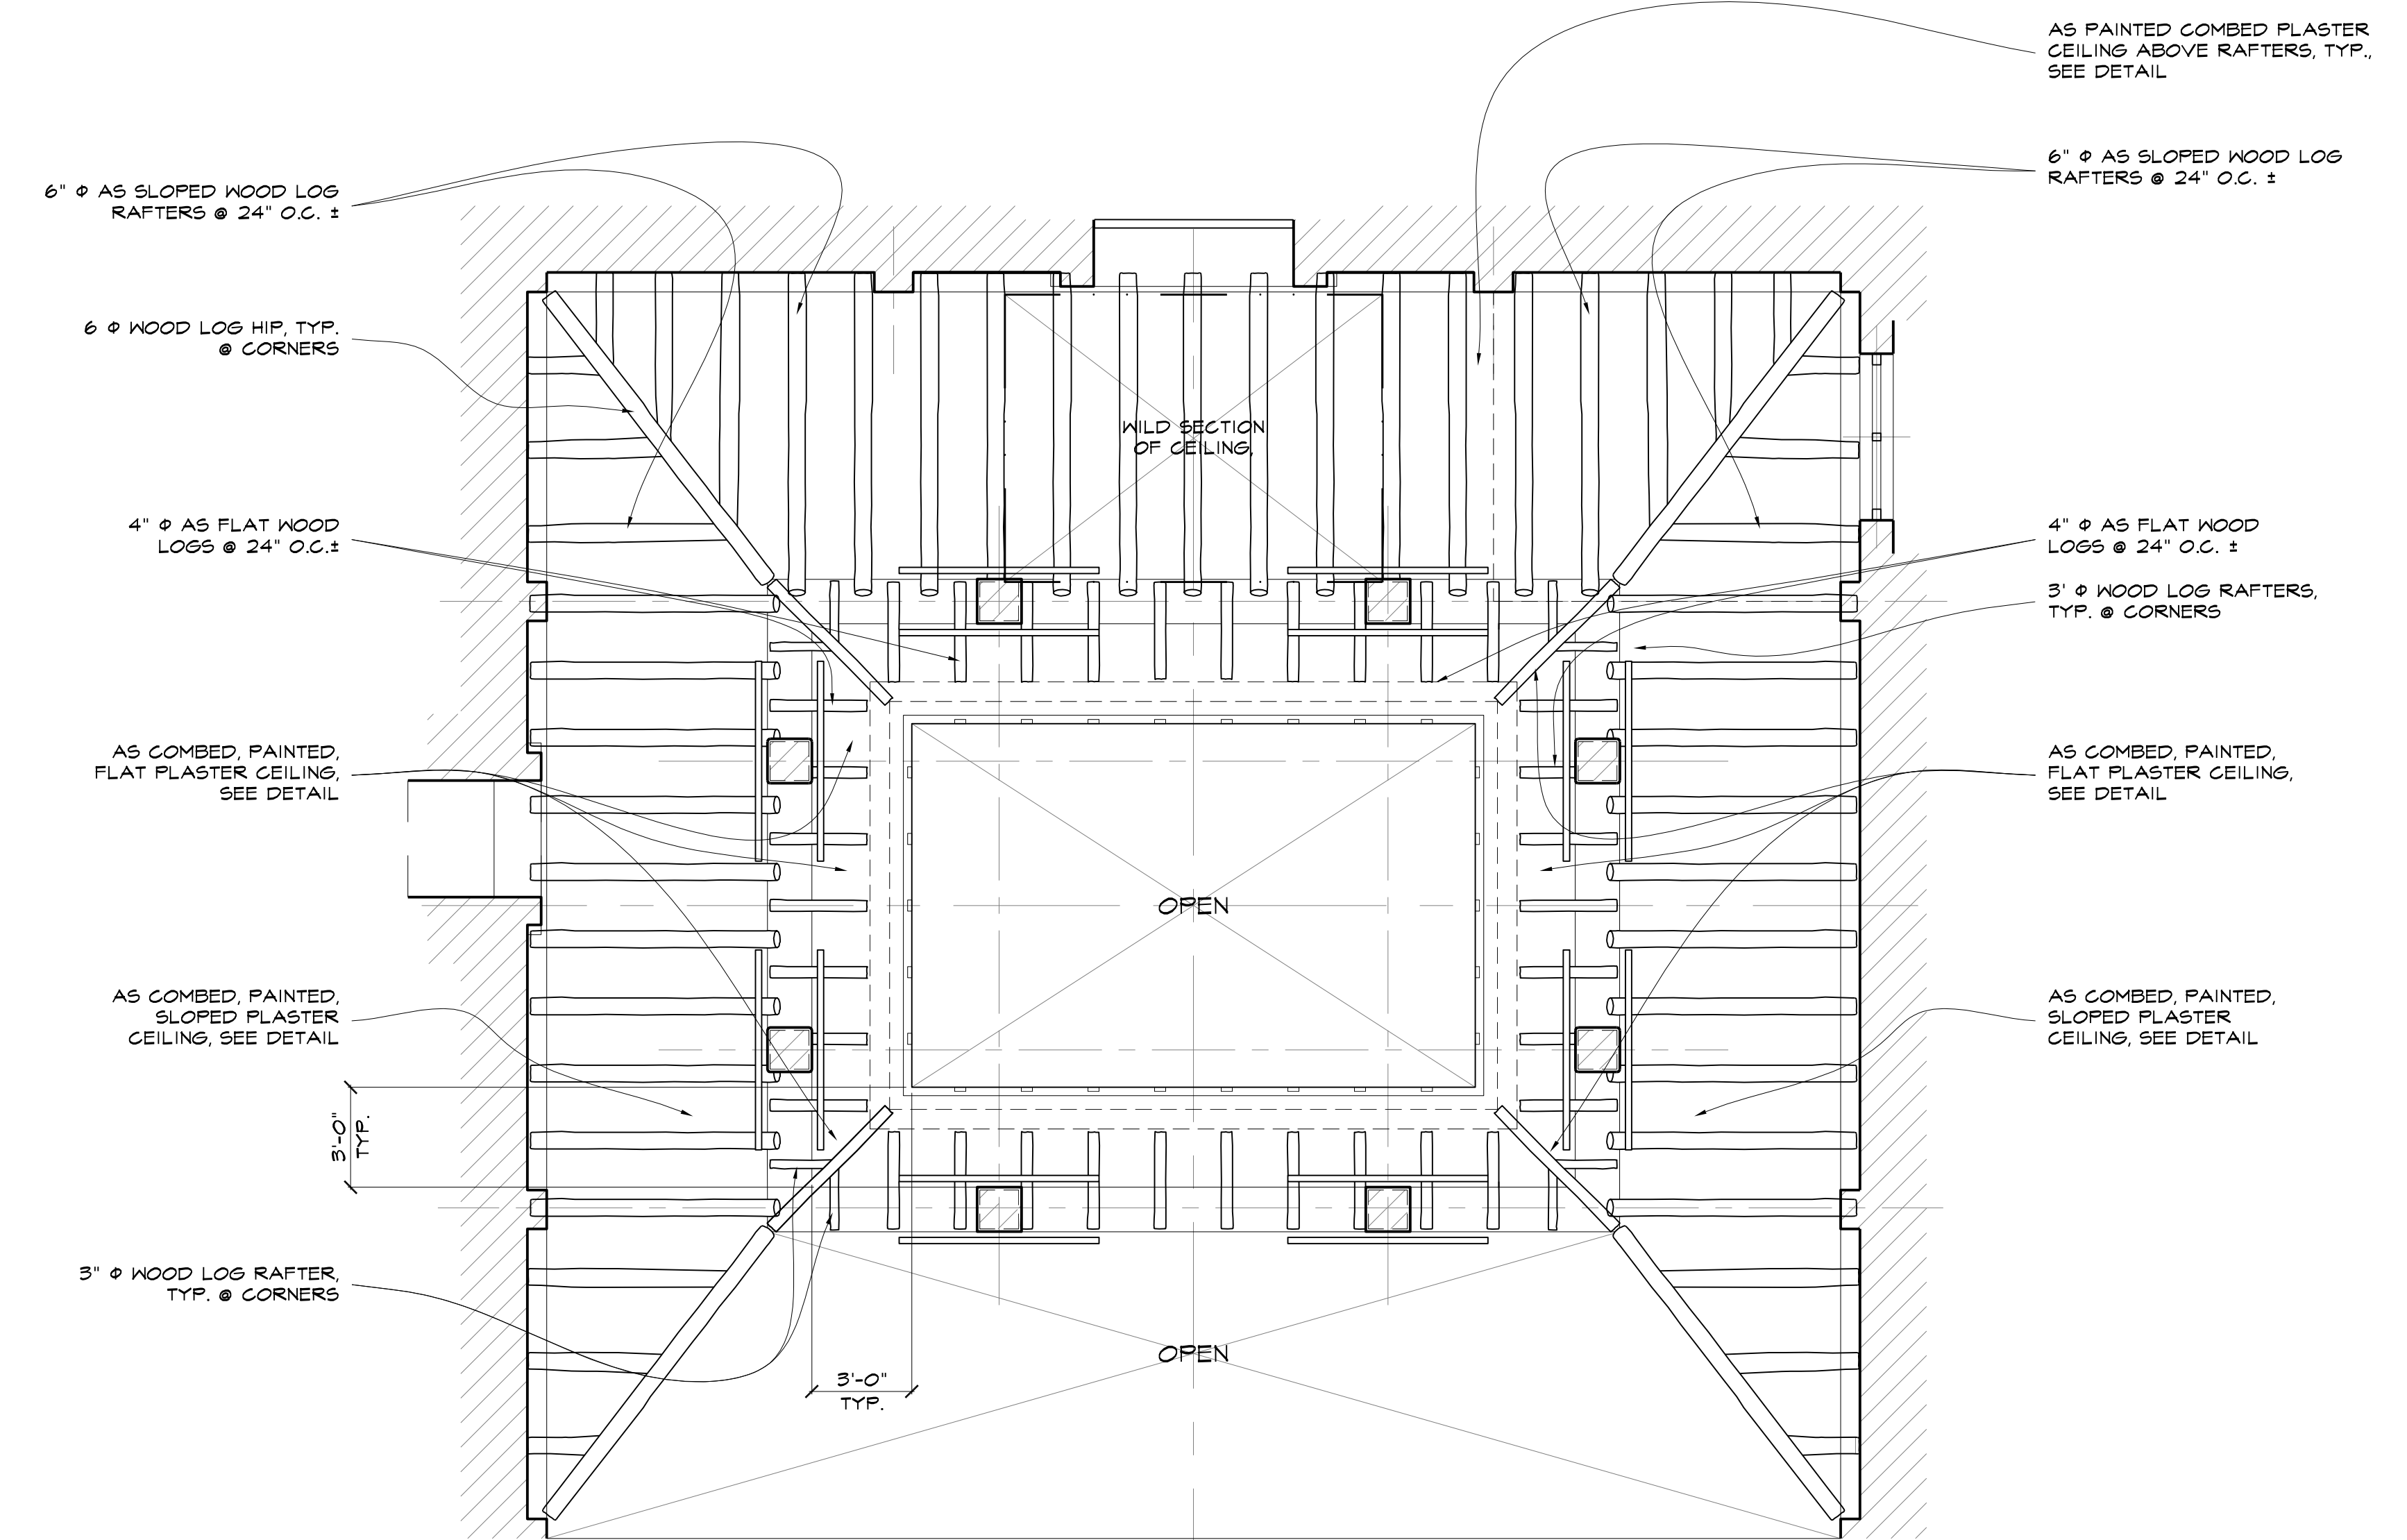 AS PAINTED COMBED PLASTER
CEILING ABOVE RAFTERS, TYP.,
SEE DETAIL
6" Φ AS SLOPED WOOD LOG
RAFTERS @ 24" O.C. ±
6" Φ AS SLOPED WOOD LOG
RAFTERS @ 24" O.C. ±
6 Φ WOOD LOG HIP, TYP.
@ CORNERS
WILD SECTION
OF CEILING,
4" Φ AS FLAT WOOD
LOGS @ 24" O.C.±
4" Φ AS FLAT WOOD
LOGS @ 24" O.C. ±
3' Φ WOOD LOG RAFTERS,
TYP. @ CORNERS
AS COMBED, PAINTED,
FLAT PLASTER CEILING,
SEE DETAIL
AS COMBED, PAINTED,
FLAT PLASTER CEILING,
SEE DETAIL
OPEN
AS COMBED, PAINTED,
SLOPED PLASTER
CEILING, SEE DETAIL
AS COMBED, PAINTED,
SLOPED PLASTER
CEILING, SEE DETAIL
3'-0"
TYP.
3" Φ WOOD LOG RAFTER,
TYP. @ CORNERS
OPEN
3'-0"
TYP.